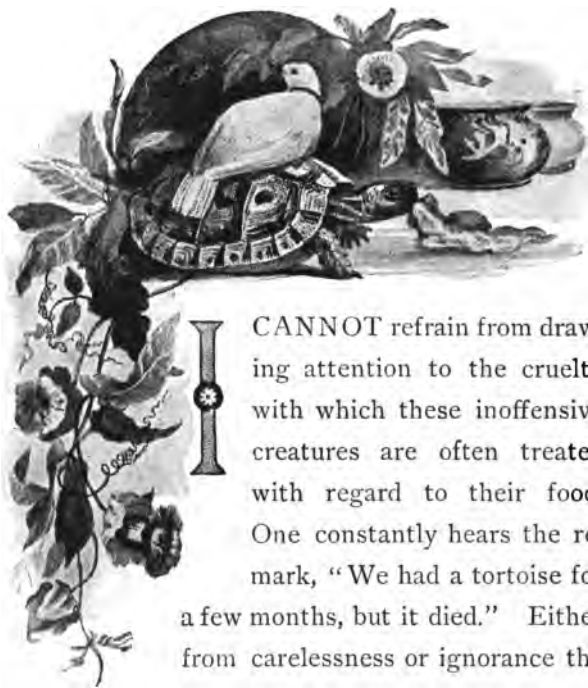 I CANNOT refrain from draw
ing attention to the cruelt
with which these inoffensiv
creatures are often treate
with regard to their food
One constantly hears the re
mark, “We had a tortoise fo
a few months, but it died.” Eithe
from carelessness or ignorance th